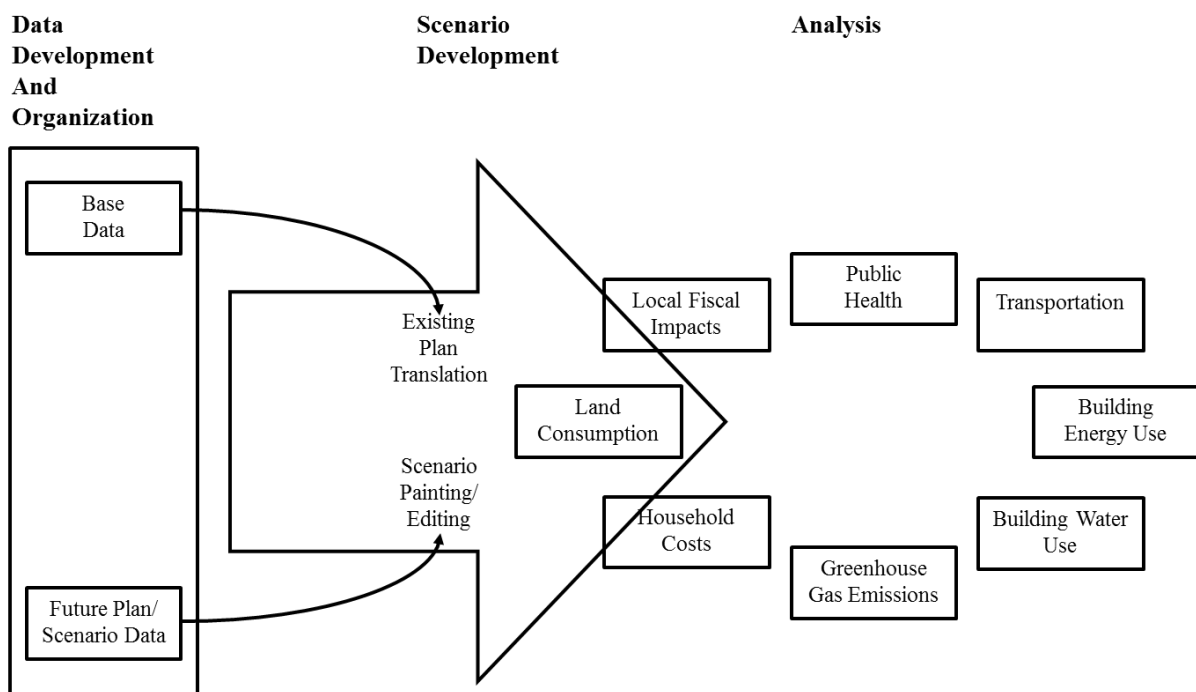 Data
Development
And
Organization
Scenario
Development
Analysis
Base
Data
Future Plan/
Scenario Data
Existing
Plan
Translation
Scenario
Painting/
Editing
Local Fiscal
Impacts
Land
Consumption
Household
Costs
Public
Health
Transportation
Building
Energy Use
Building Water
Use
Greenhouse
Gas Emissions